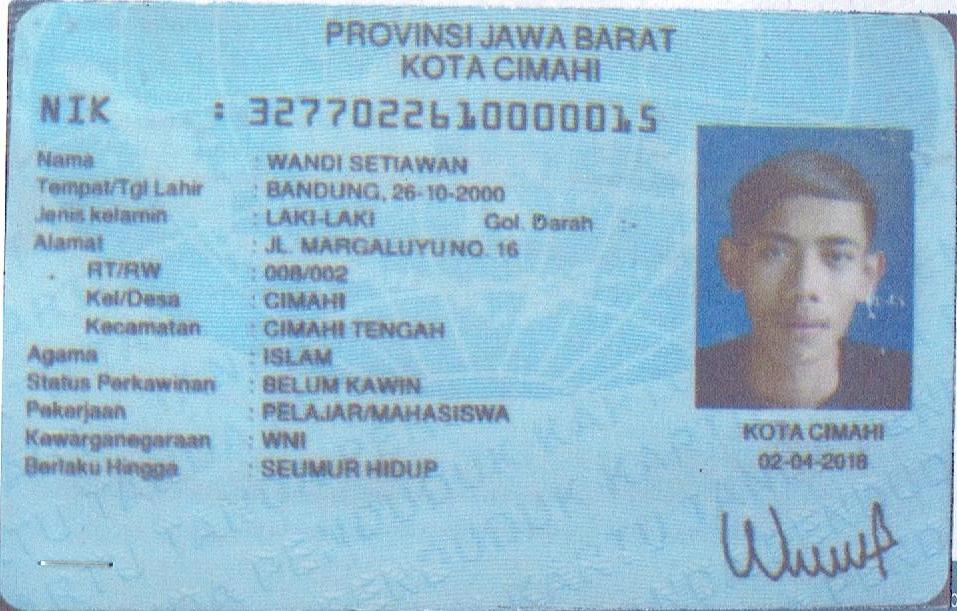 PROVINSI JAWA BARAT
KOTA CIMAHI
NIK : 3277022610000015
Nama : WANDI SETIAWAN
Tempat/Tgl Lahir : BANDUNG, 26-10-2000
Jenis kelamin : LAKI-LAKI Gol. Darah :-
Alamat : JL. MARGALUYU NO. 16
RT/RW : 008/002
Kel/Desa : CIMAHI
Kecamatan : CIMAHI TENGAH
Agama : ISLAM
Status Perkawinan : BELUM KAWIN
Pekerjaan : PELAJAR/MAHASISWA
Kewarganegaraan : WNI
Berlaku Hingga : SEUMUR HIDUP
KOTA CIMAHI
02-04-2018